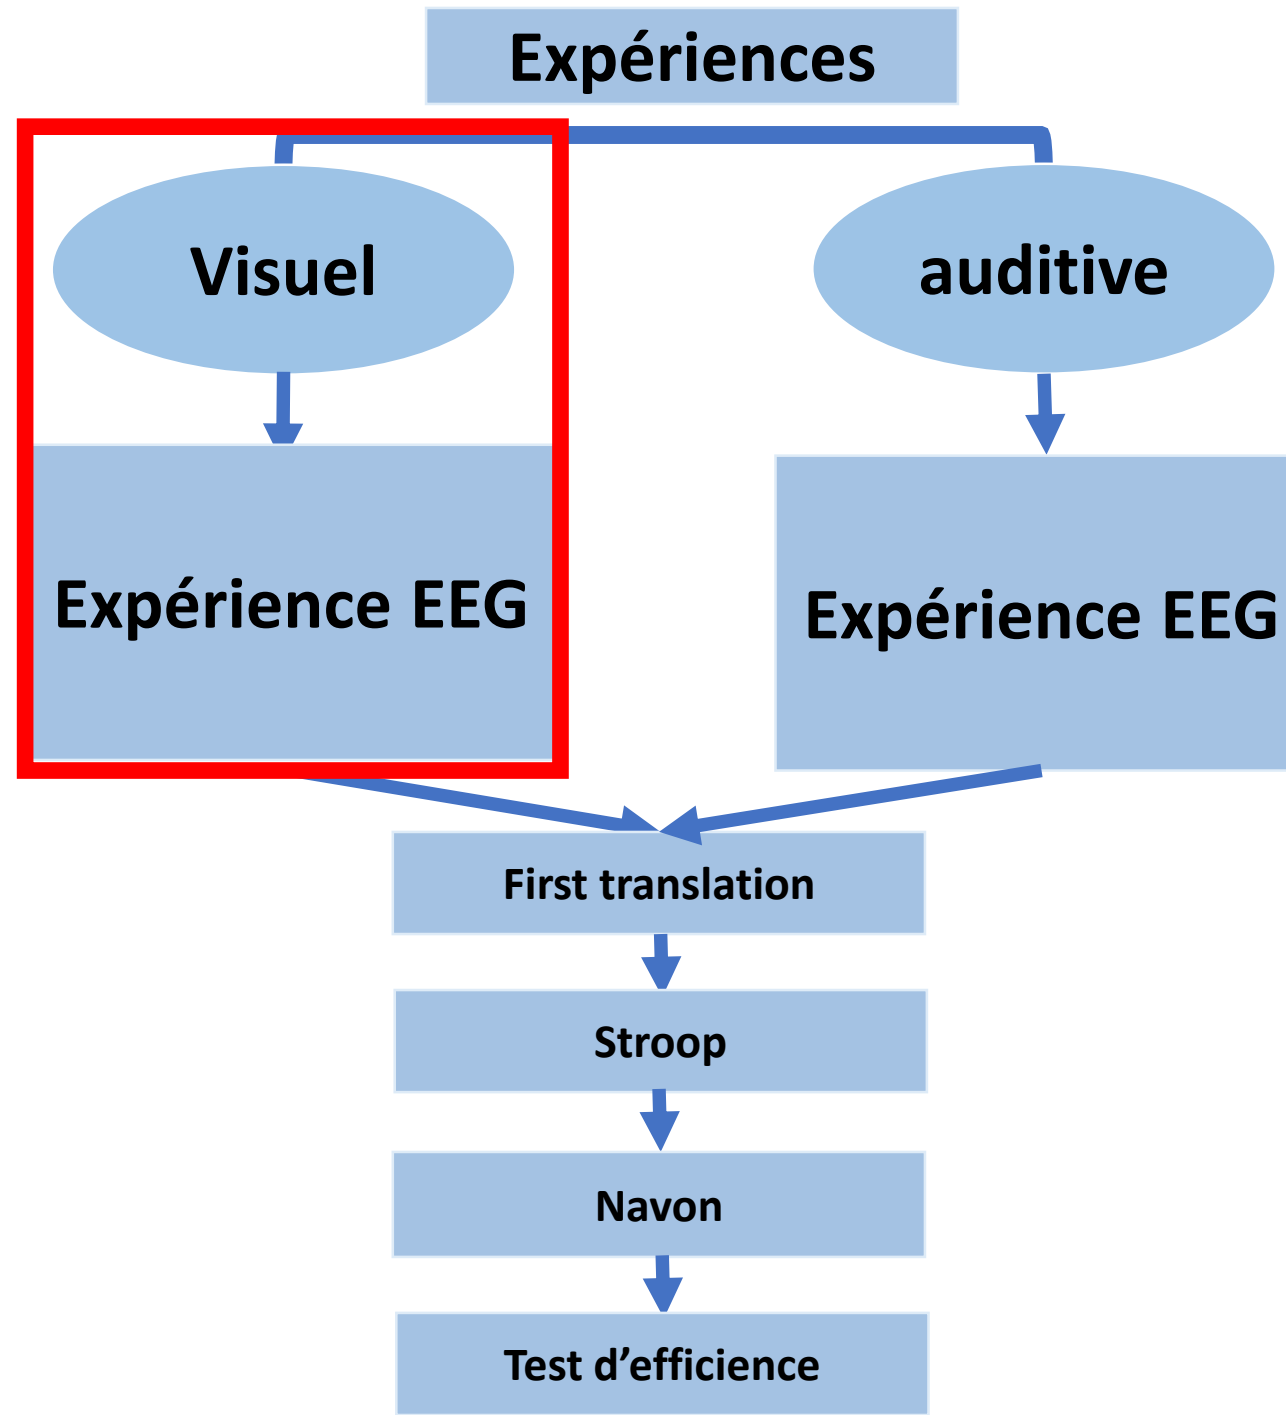 Expériences
Visuel
auditive
Expérience EEG
Expérience EEG
First translation
Stroop
Navon
Test d’efficience